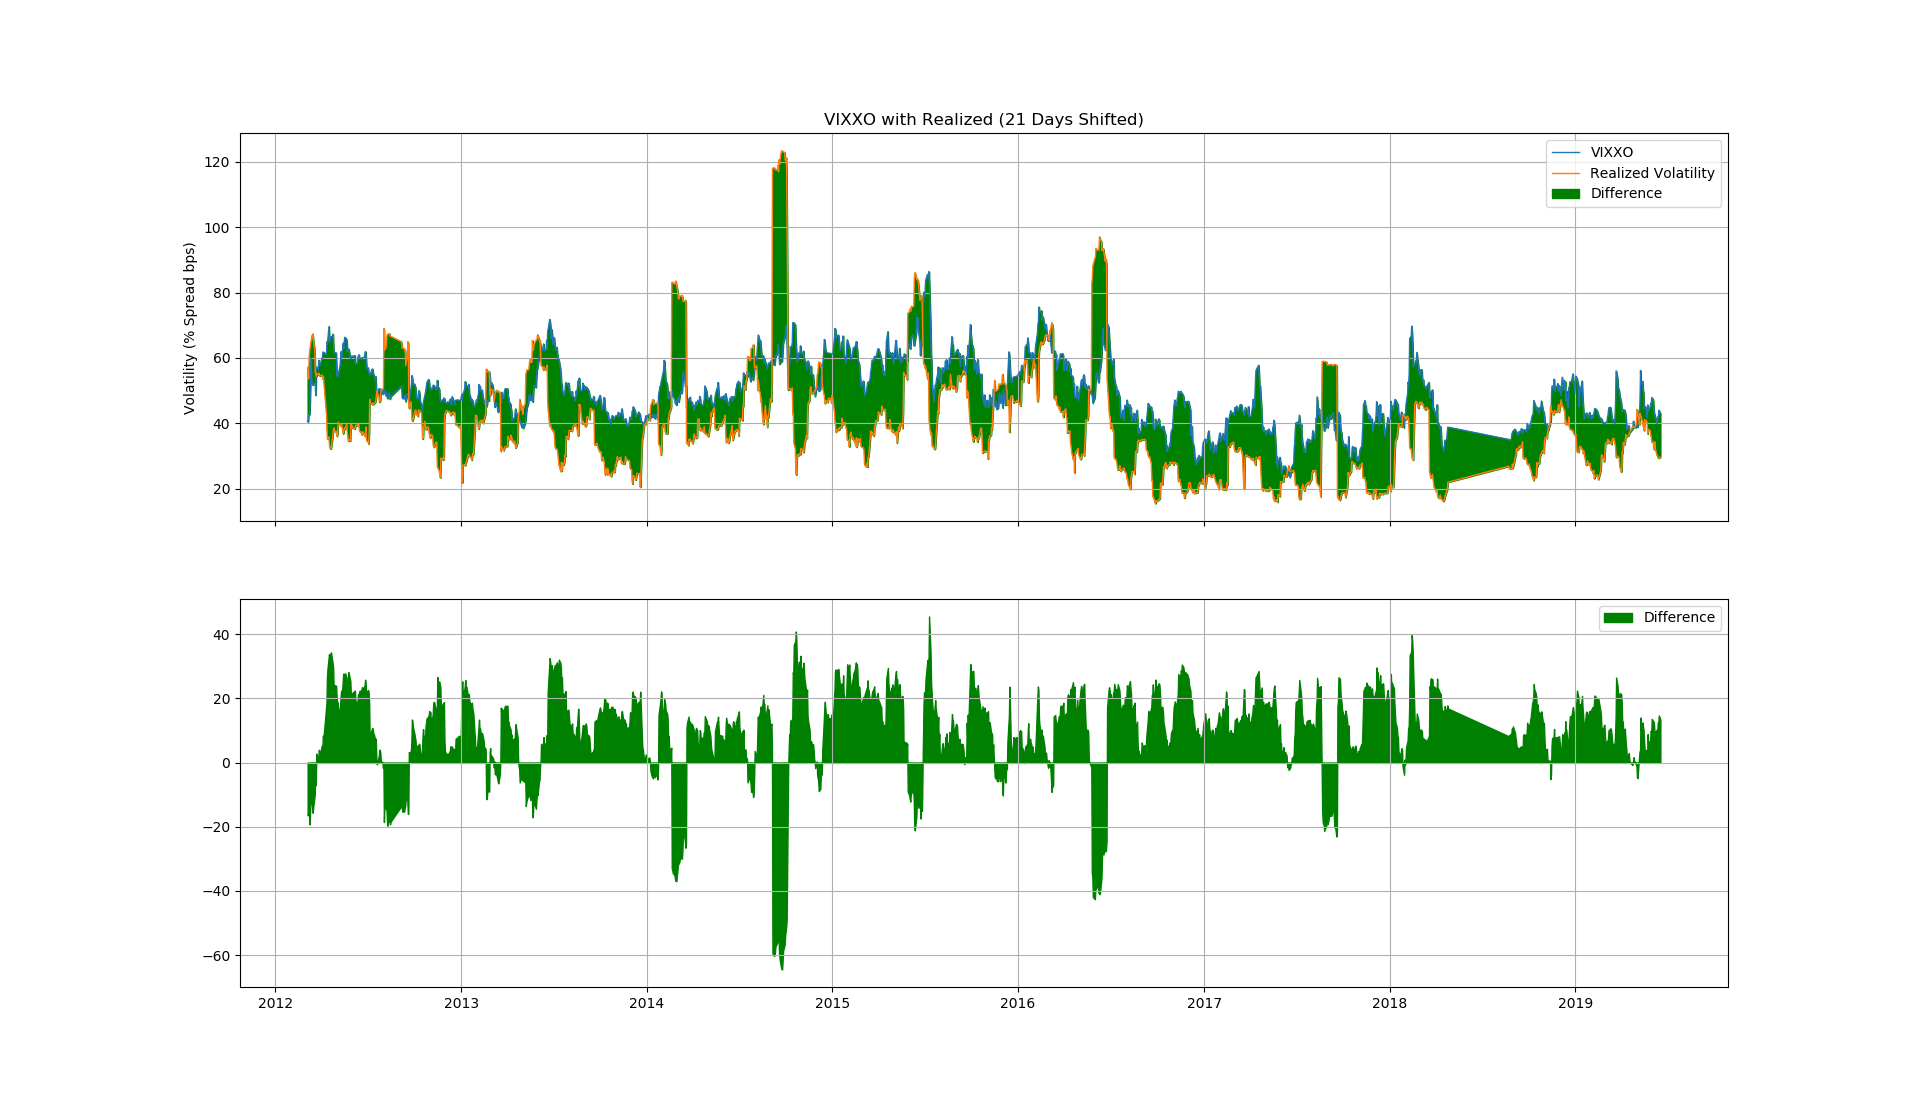 VIXXO with Realized (21 Days Shifted)
Volatility (% Spread bps)
120
100
80
60
40
20
VIXXO
Realized Volatility
Difference
40
20
0
−20
−40
−60
Difference
2012 2013 2014 2015 2016 2017 2018 2019